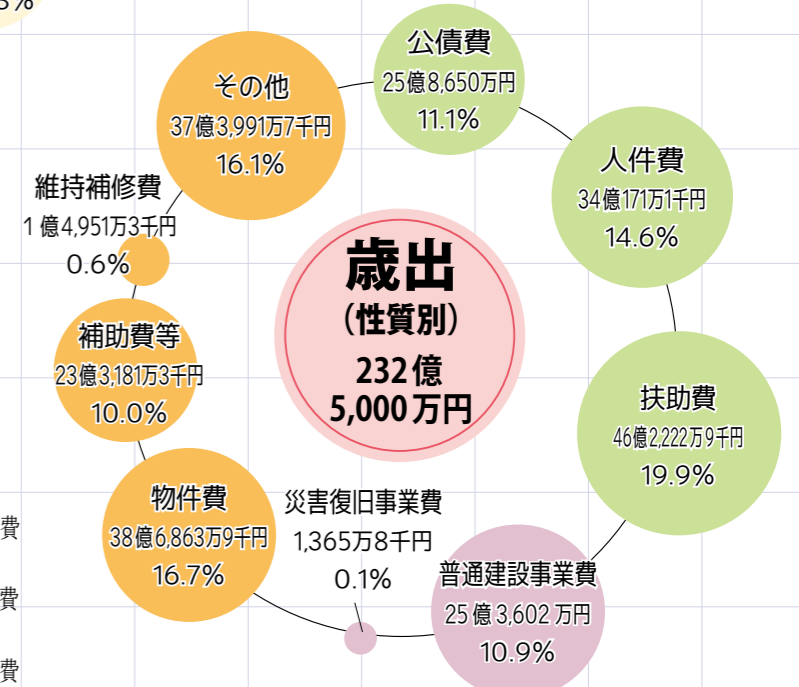 %
公債費
25億8,650万円
11.1%
その他
37億3,991万7千円
16.1%
人件費
34億171万1千円
14.6%
維持補修費
1億4,951万3千円
0.6%
歳出
（性質別）
232億
5,000万円
補助費等
23億3,181万3千円
10.0%
扶助費
46億2,222万9千円
19.9%
物件費
38億6,863万9千円
16.7%
災害復旧事業費
1,365万8千円
0.1%
普通建設事業費
25億3,602万円
10.9%
費
費
費